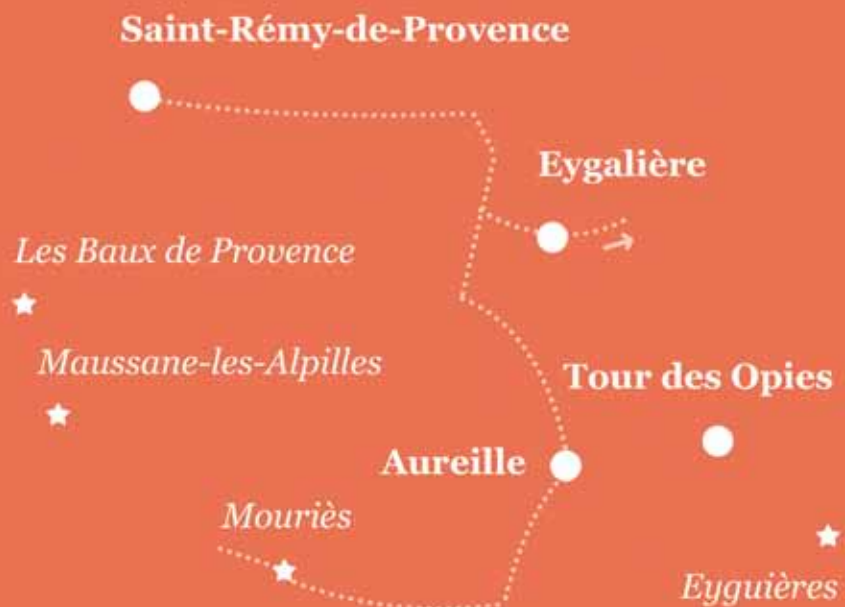 Saint-Rémy-de-Provence
Eygalière
Les Baux de Provence
Maussane-les-Alpilles
Tour des Opies
Aureille
Mouriès
Eyguières